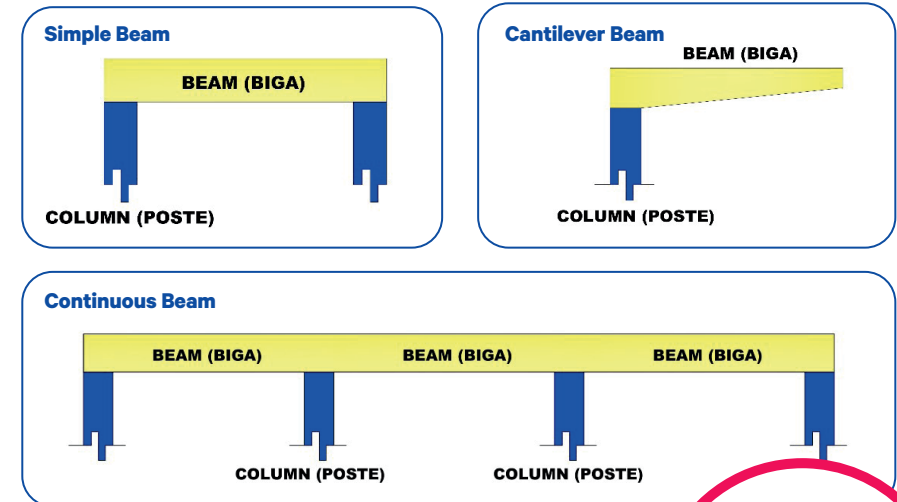 Simple Beam
BEAM (BIGA)
COLUMN (POSTE)
Cantilever Beam
BEAM (BIGA)
COLUMN (POSTE)
Continuous Beam
BEAM (BIGA) BEAM (BIGA) BEAM (BIGA)
COLUMN (POSTE) COLUMN (POSTE)